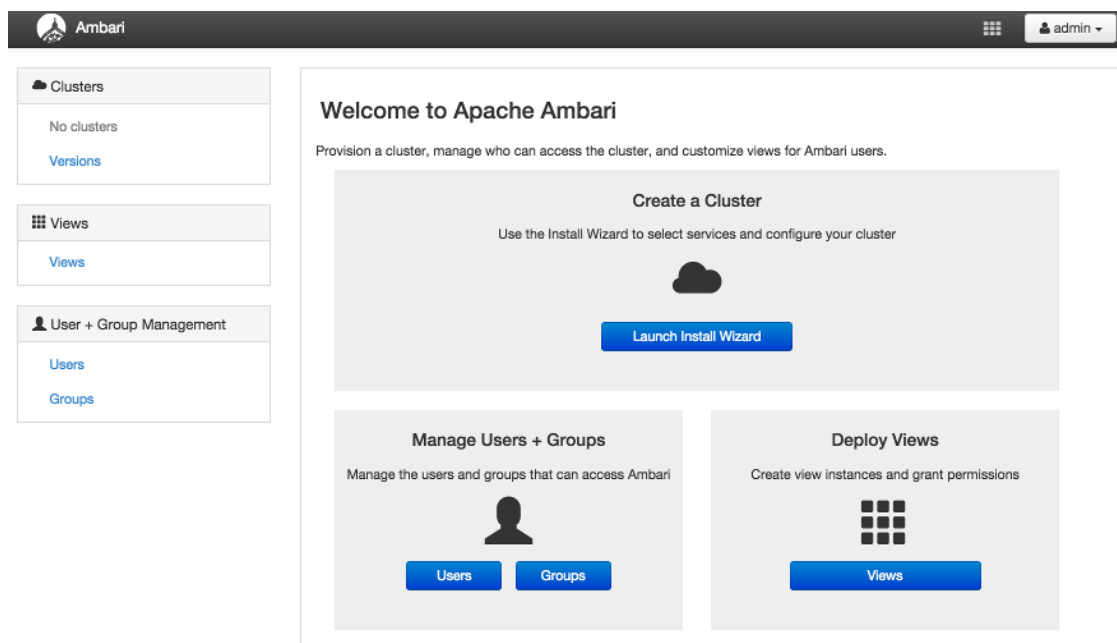 Ambari
admin
Clusters
No clusters
Versions
Views
Views
User + Group Management
Users
Groups
Welcome to Apache Ambari
Provision a cluster, manage who can access the cluster, and customize views for Ambari users.
Create a Cluster
Use the Install Wizard to select services and configure your cluster
Launch Install Wizard
Manage Users + Groups
Manage the users and groups that can access Ambari
Users
Groups
Deploy Views
Create view instances and grant permissions
Views